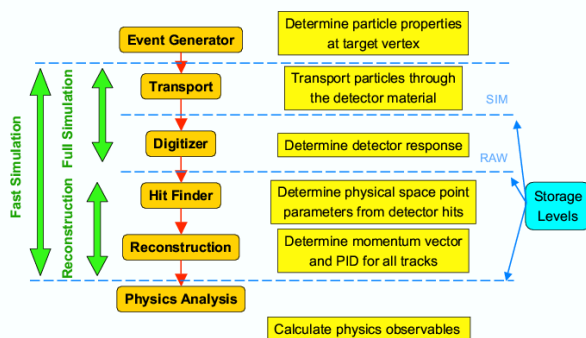 Event Generator
Determine particle properties
at target vertex
Transport
Transport particles through
the detector material
SIM
Digitizer
Determine detector response
RAW
Hit Finder
Determine physical space point
parameters from detector hits
Storage
Levels
Reconstruction
Determine momentum vector
and PID for all tracks
Physics Analysis
Calculate physics observables
Fast Simulation
Full Simulation
Reconstruction